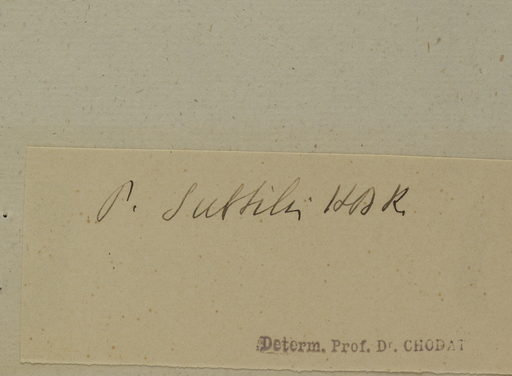 P. subtilis HBK.
Determ. Prof. Dr. CHODAT